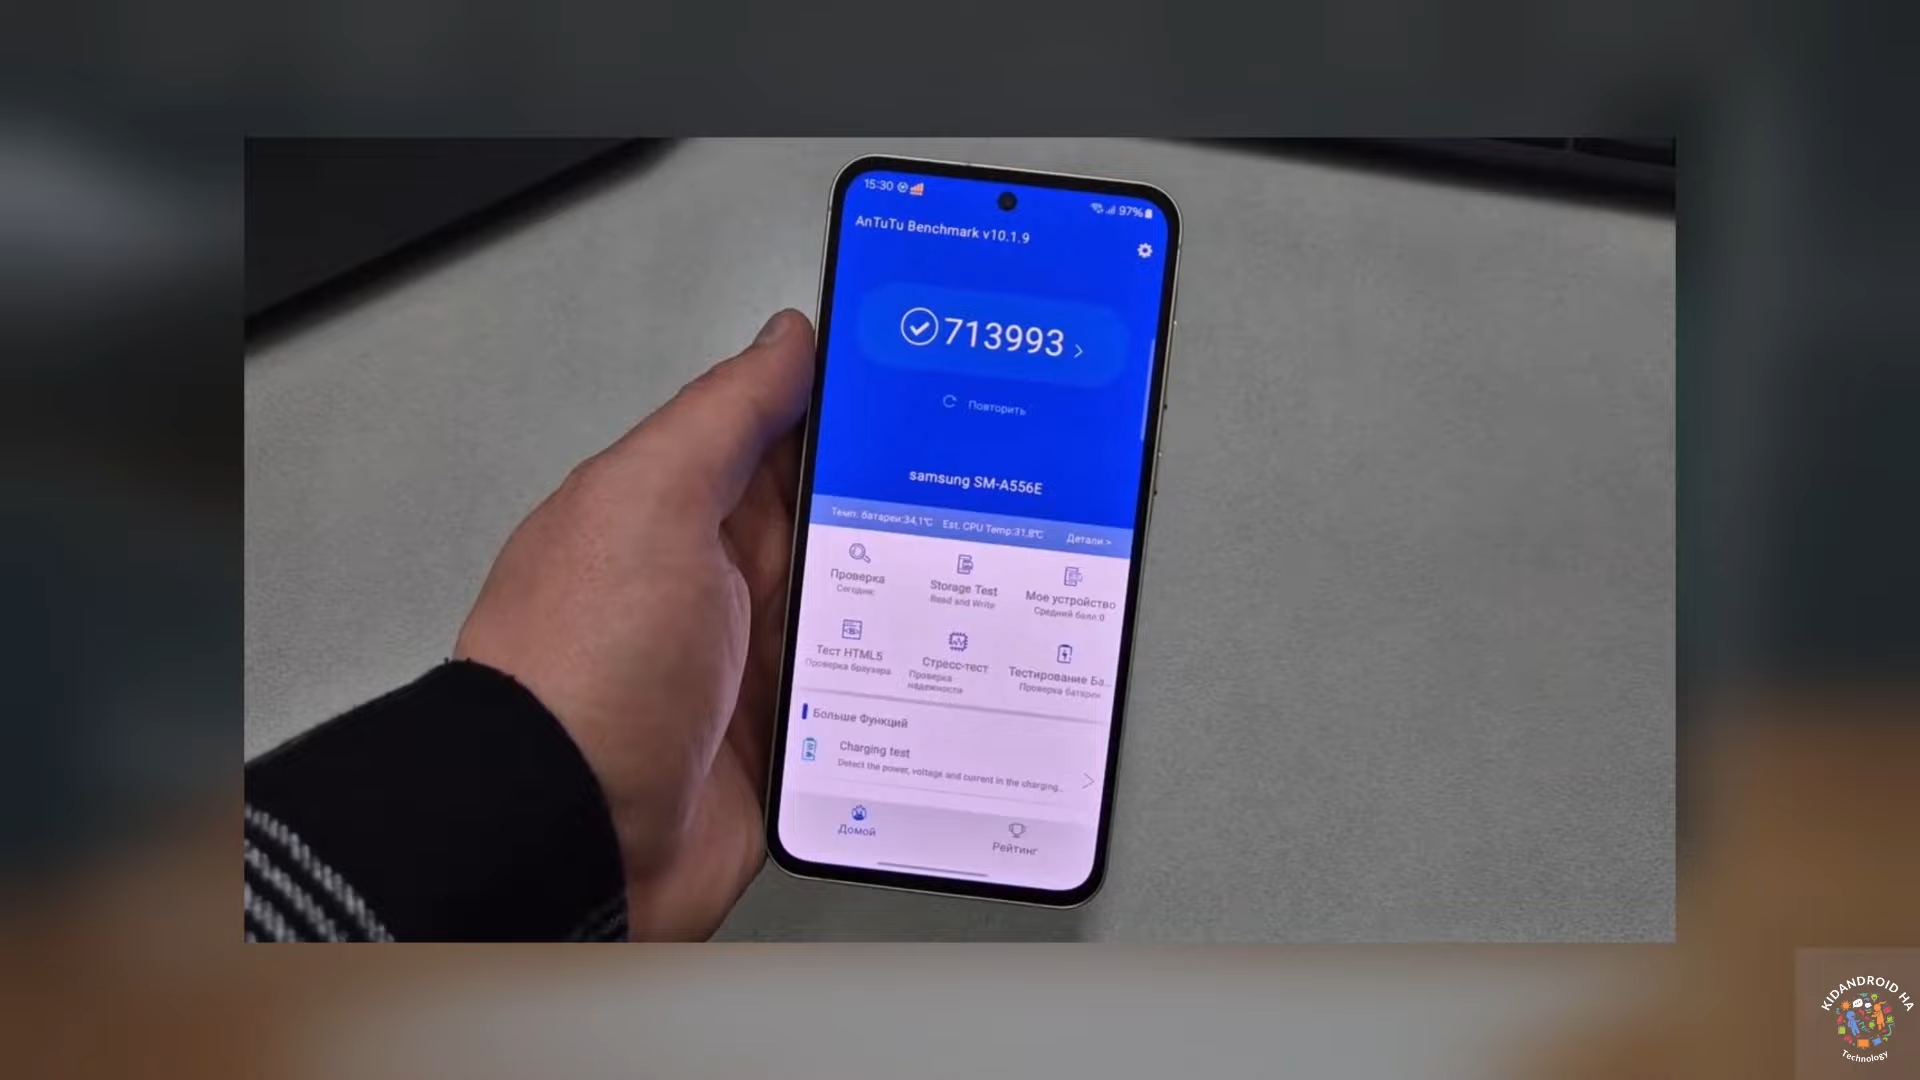 15:30
97%
AnTuTu Benchmark v10.1.9
713993
Повторить
samsung SM-A556E
Темп. батареи:34,1℃ Est. CPU Temp:31,8℃ Детали >
Проверка
Сегодня:
Storage Test
Read and Write
Мое устройство
Средний балл:0
Тест HTML5
Проверка браузера
Стресс-тест
Проверка
надежности
Тестирование Ба...
Проверка батареи
Больше Функций
Charging test
Detect the power, voltage and current in the charging...
Домой
Рейтинг
KIDANDROID HA
Technology